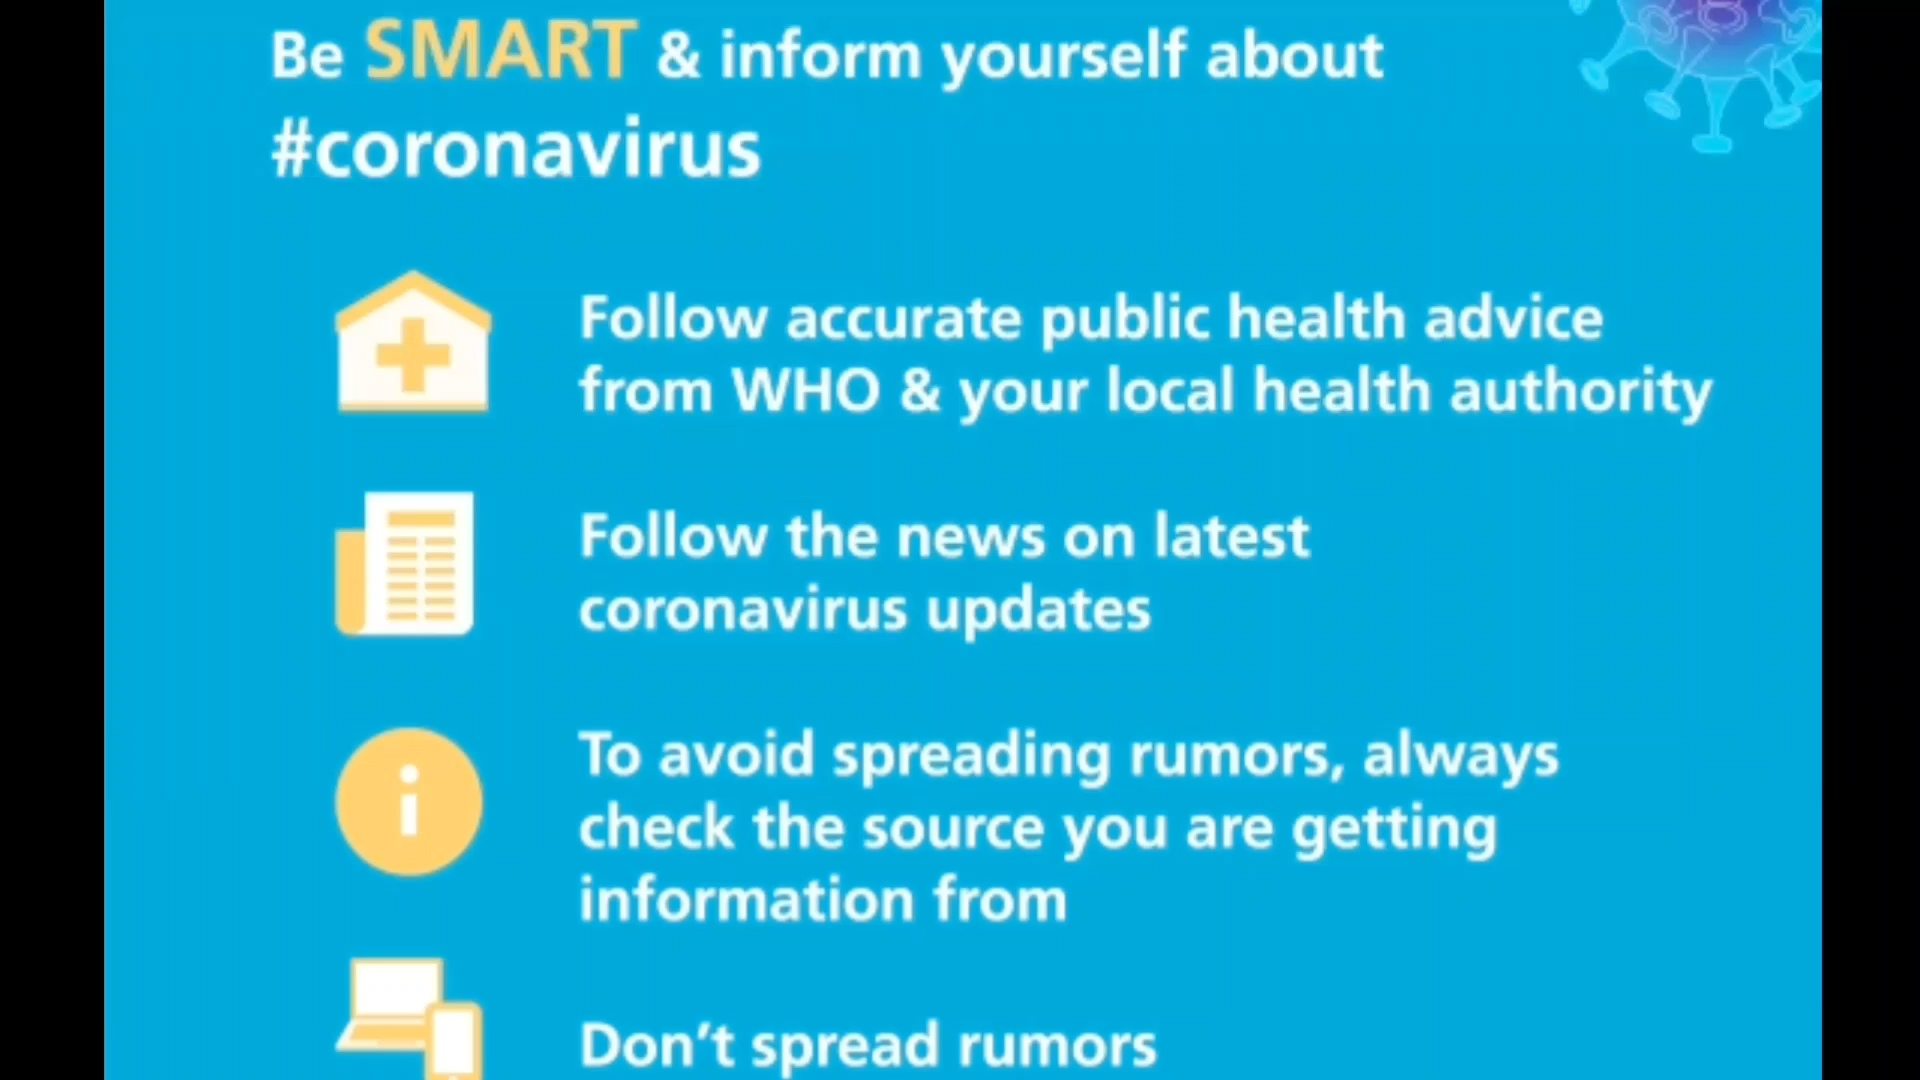 Be SMART & inform yourself about
#coronavirus
Follow accurate public health advice
from WHO & your local health authority
Follow the news on latest
coronavirus updates
To avoid spreading rumors, always
check the source you are getting
information from
Don't spread rumors